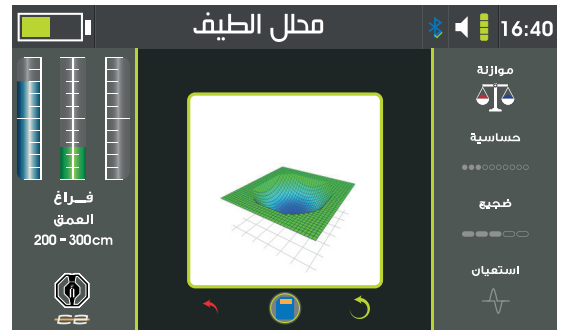 محلل الطيف
16:40
موازنة
حساسية
ضجيج
استعيان
فــراغ
العمق
200 - 300cm